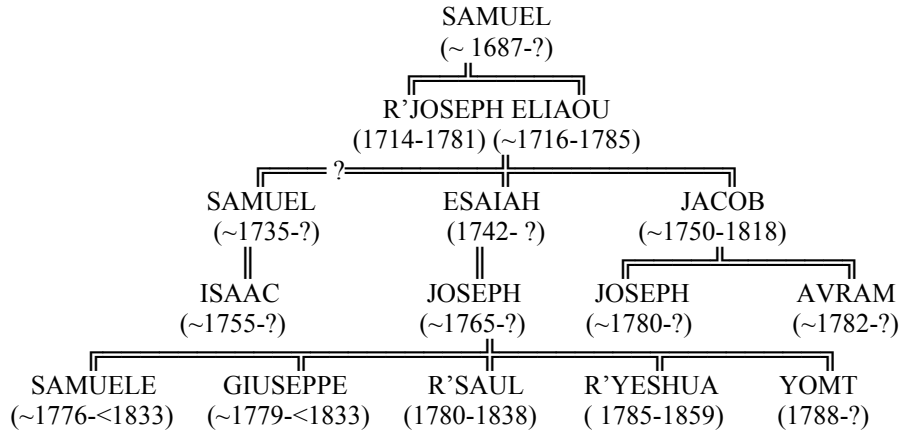 SAMUEL
(~ 1687-?)
R’JOSEPH ELIAOU
(1714-1781) (~1716-1785)
?
SAMUEL ESAIAH JACOB
(~1735-?) (1742- ?) (~1750-1818)
ISAAC JOSEPH JOSEPH AVRAM
(~1755-?) (~1765-?) (~1780-?) (~1782-?)
SAMUELE GIUSEPPE R’SAUL R’YESHUA YOMT
(~1776-<1833) (~1779-<1833) (1780-1838) ( 1785-1859) (1788-?)